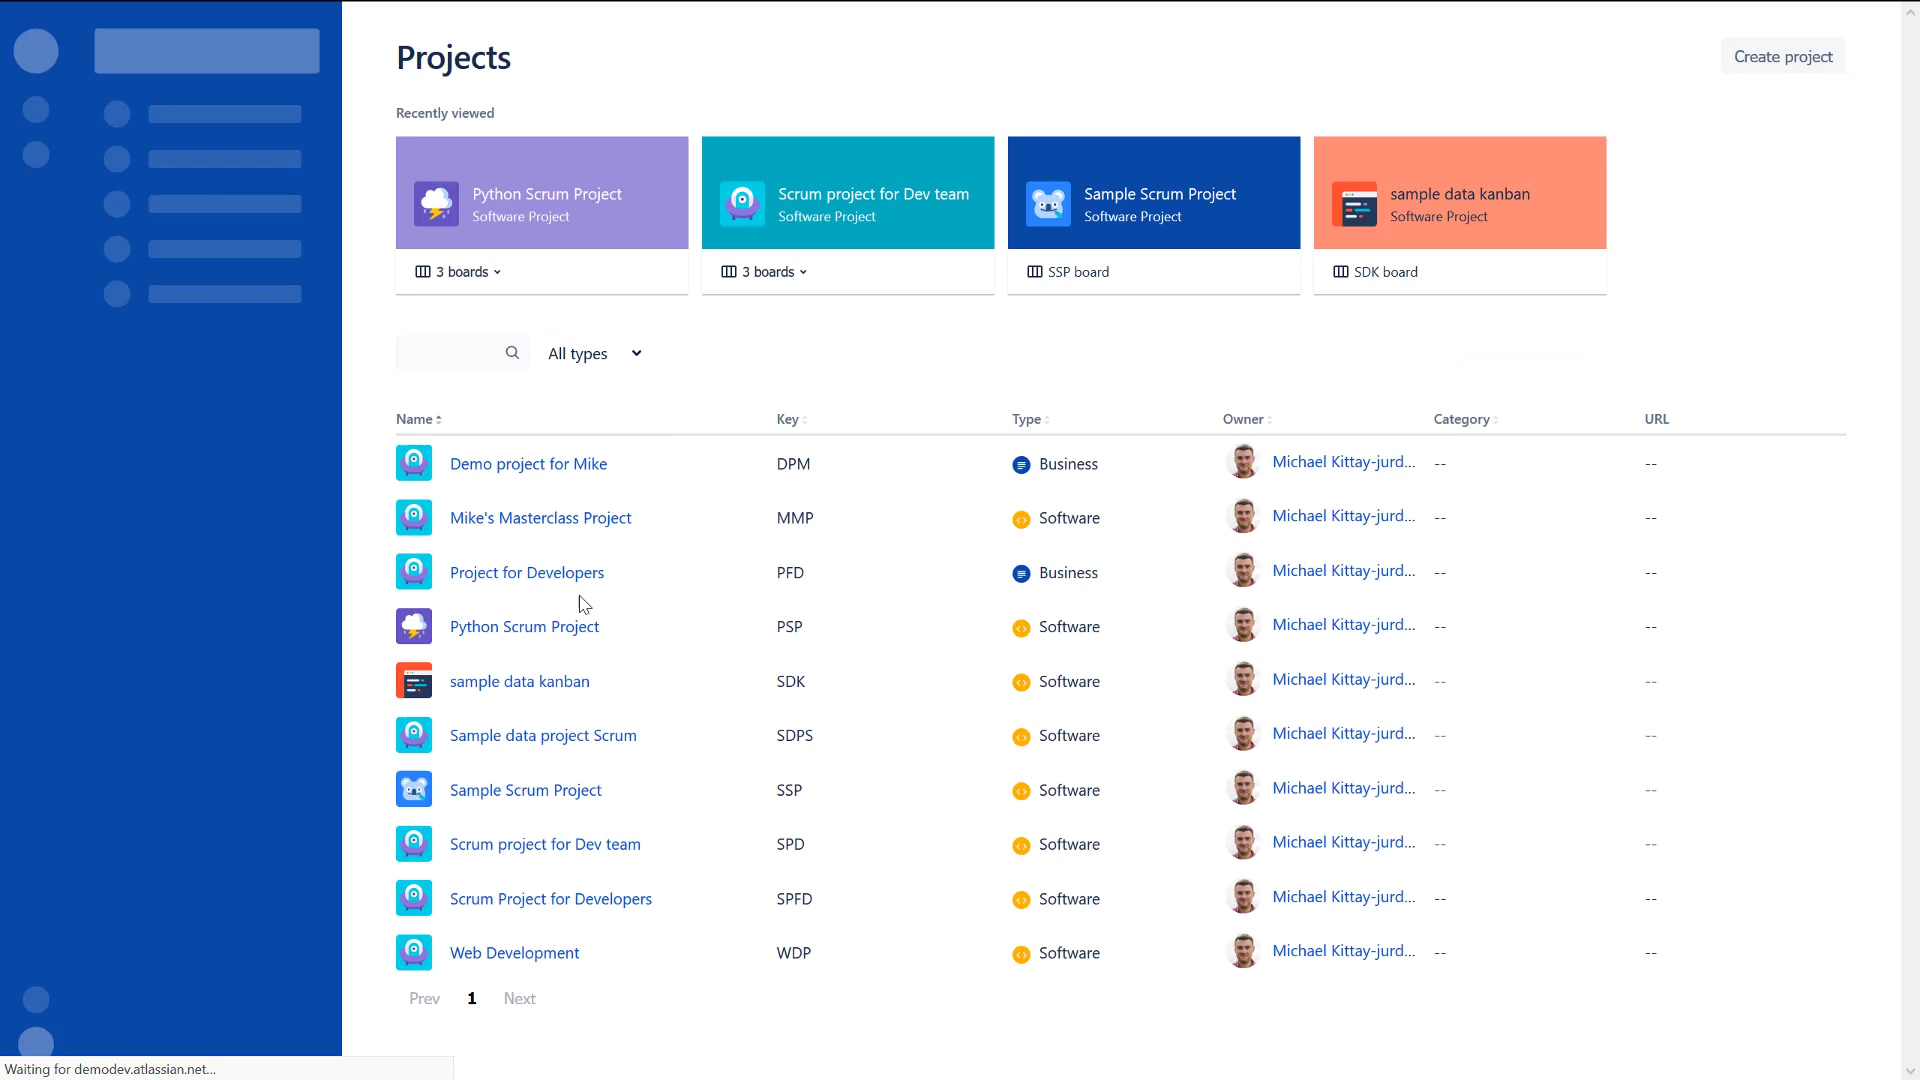 Projects
Create project
Recently viewed
Python Scrum Project
Software Project
3 boards
Scrum project for Dev team
Software Project
3 boards
Sample Scrum Project
Software Project
SSP board
sample data kanban
Software Project
SDK board
All types
Name Key Type Owner Category URL
Demo project for Mike DPM Business Michael Kittay-jurd... -- --
Mike's Masterclass Project MMP Software Michael Kittay-jurd... -- --
Project for Developers PFD Business Michael Kittay-jurd... -- --
Python Scrum Project PSP Software Michael Kittay-jurd... -- --
sample data kanban SDK Software Michael Kittay-jurd... -- --
Sample data project Scrum SDPS Software Michael Kittay-jurd... -- --
Sample Scrum Project SSP Software Michael Kittay-jurd... -- --
Scrum project for Dev team SPD Software Michael Kittay-jurd... -- --
Scrum Project for Developers SPFD Software Michael Kittay-jurd... -- --
Web Development WDP Software Michael Kittay-jurd... -- --
Prev 1 Next
Waiting for demodev.atlassian.net...